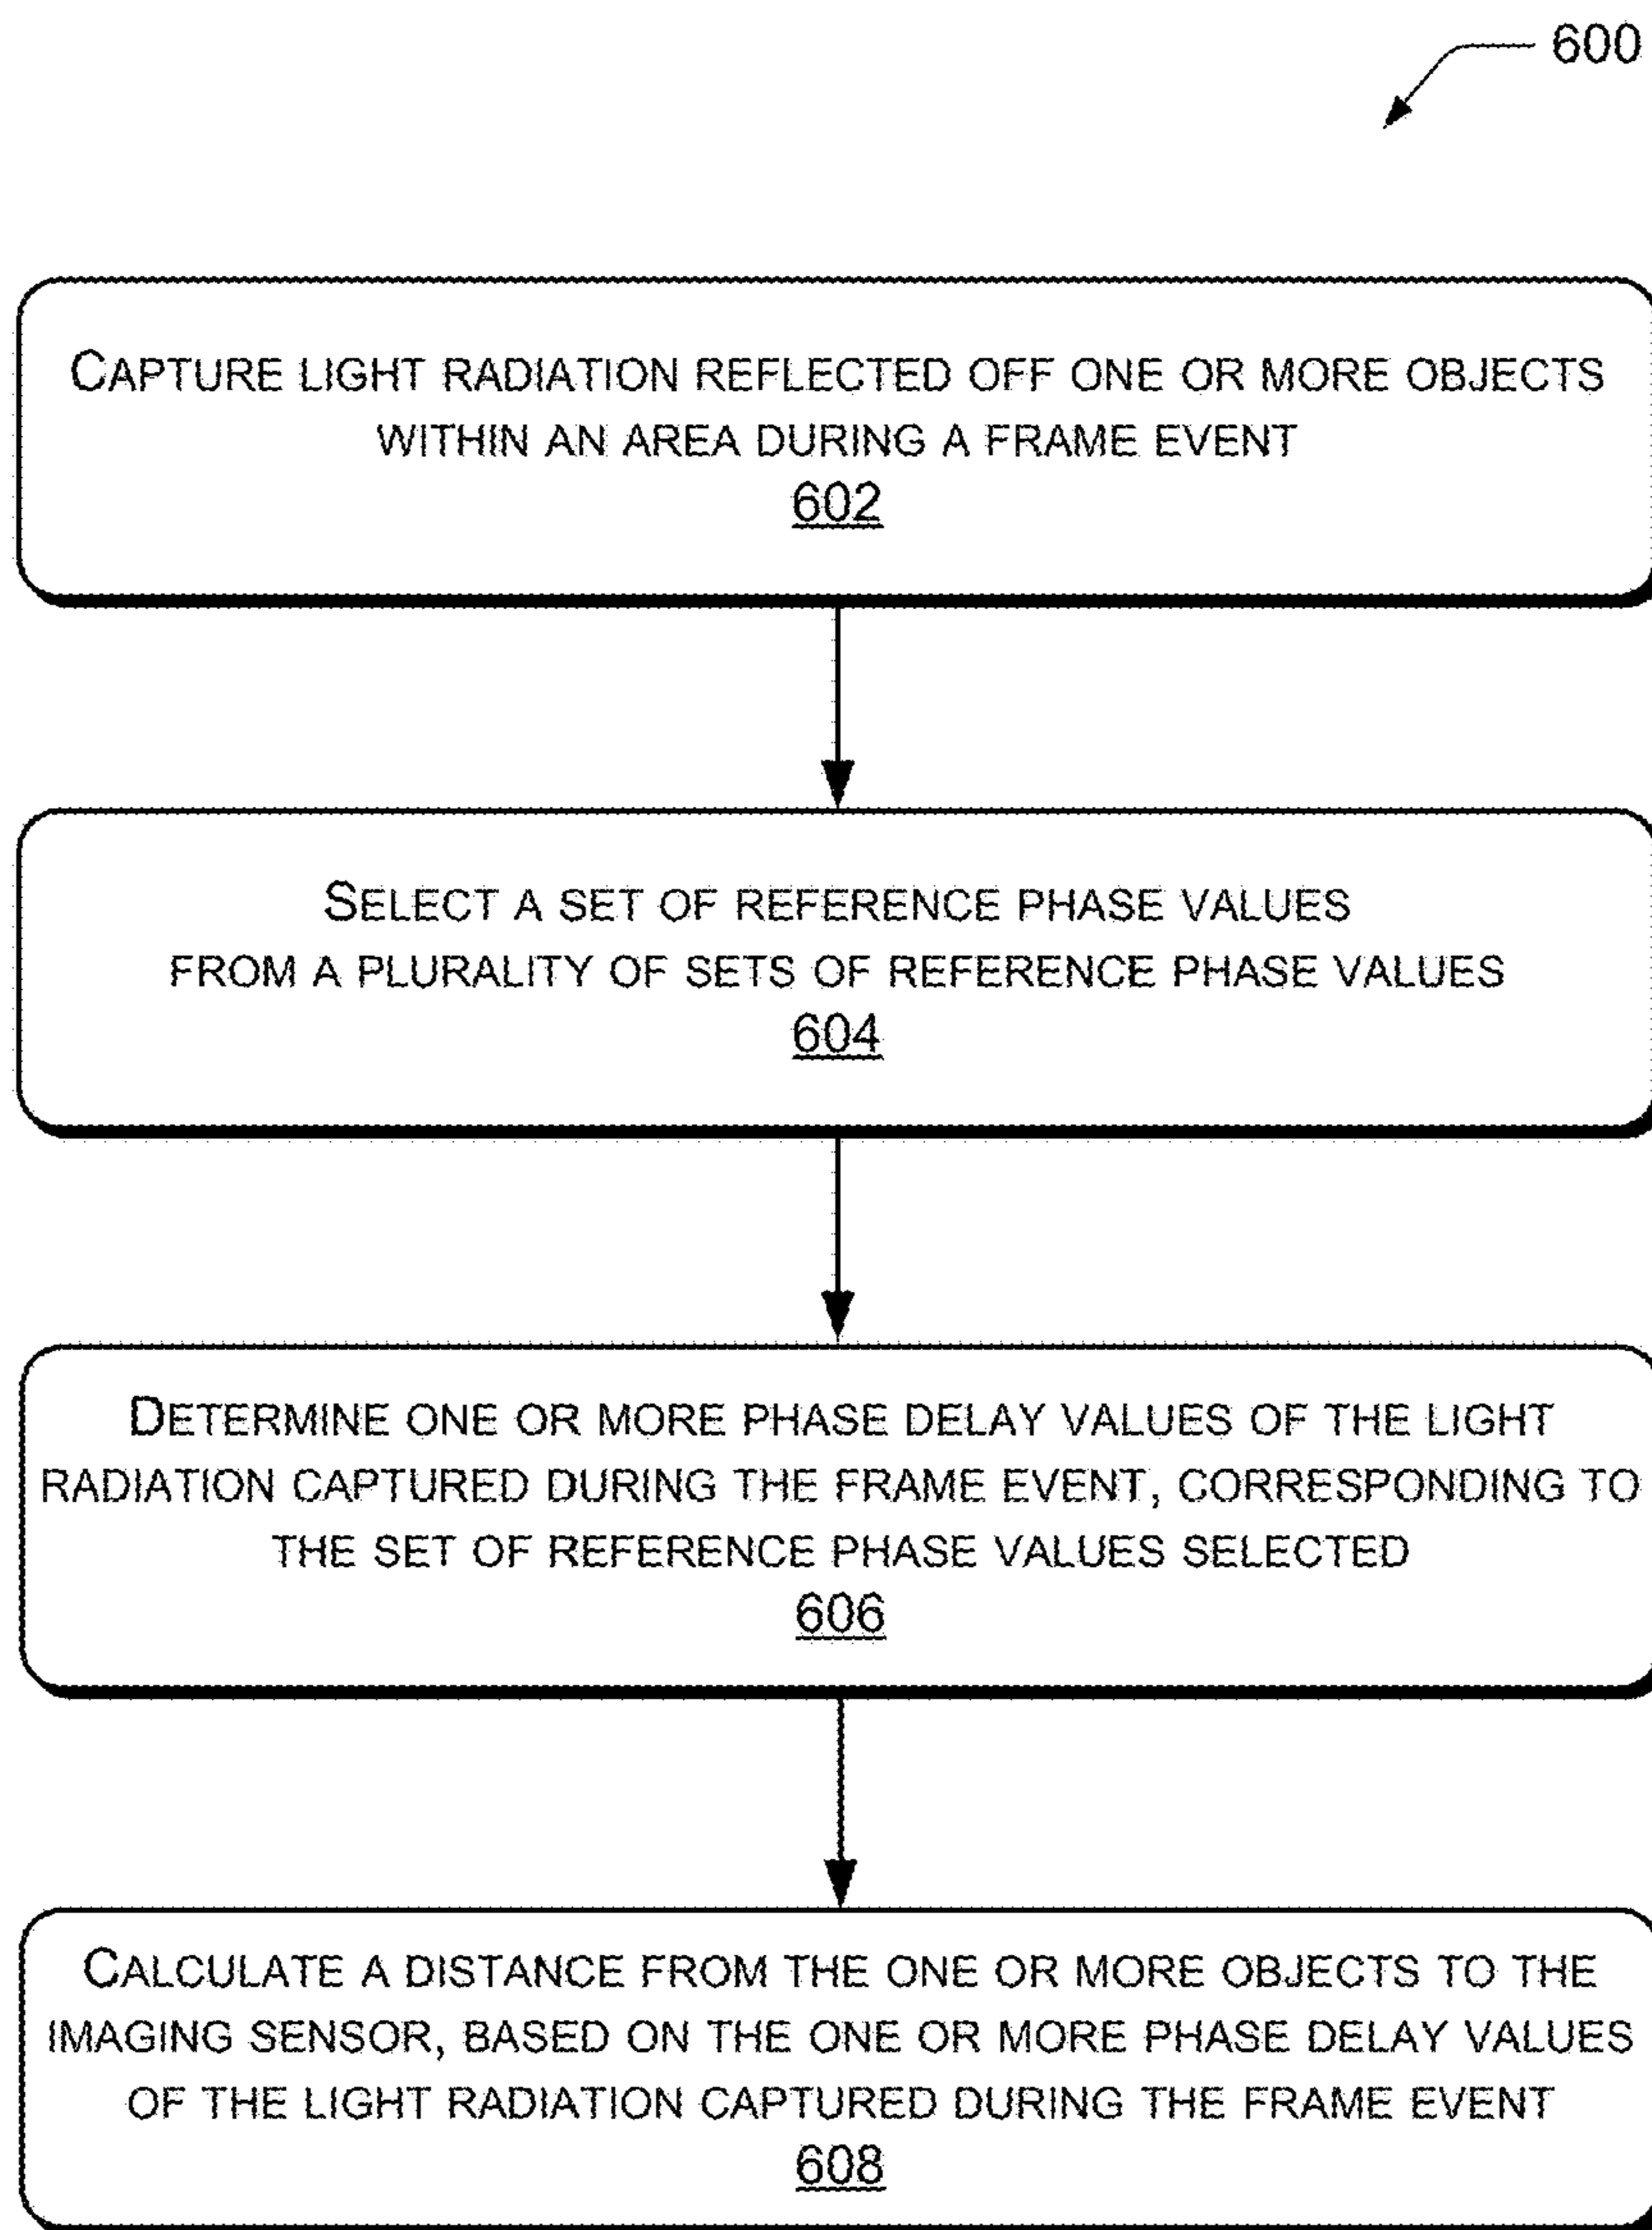 600
CAPTURE LIGHT RADIATION REFLECTED OFF ONE OR MORE OBJECTS
WITHIN AN AREA DURING A FRAME EVENT
602
SELECT A SET OF REFERENCE PHASE VALUES
FROM A PLURALITY OF SETS OF REFERENCE PHASE VALUES
604
DETERMINE ONE OR MORE PHASE DELAY VALUES OF THE LIGHT
RADIATION CAPTURED DURING THE FRAME EVENT, CORRESPONDING TO
THE SET OF REFERENCE PHASE VALUES SELECTED
606
CALCULATE A DISTANCE FROM THE ONE OR MORE OBJECTS TO THE
IMAGING SENSOR, BASED ON THE ONE OR MORE PHASE DELAY VALUES
OF THE LIGHT RADIATION CAPTURED DURING THE FRAME EVENT
608